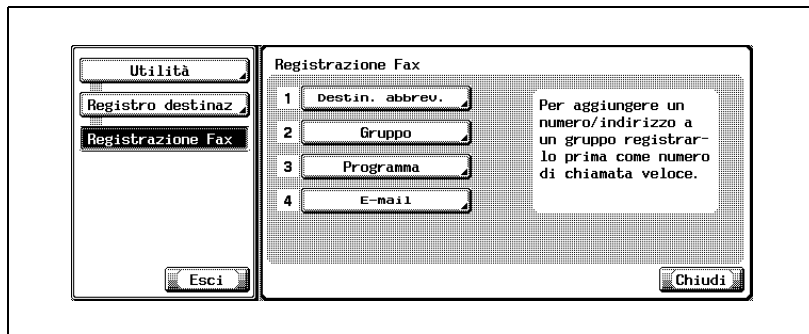 Utilità
Registro destinaz
Registrazione Fax
Esci
Registrazione Fax
1 Destin. abbrev.
2 Gruppo
3 Programma
4 E-mail
Per aggiungere un
numero/indirizzo a
un gruppo registrar-
lo prima come numero
di chiamata veloce.
Chiudi